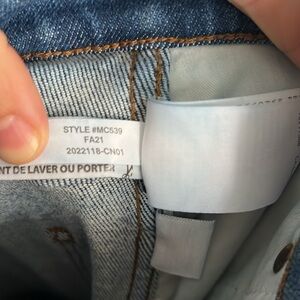 STYLE #MC539
FA21
2022118-CN01
NT DE LAVER OU PORTER